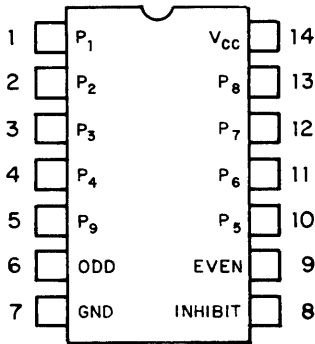 1 P₁ V_CC 14
2 P₂ P₈ 13
3 P₃ P₇ 12
4 P₄ P₆ 11
5 P₉ P₅ 10
6 ODD EVEN 9
7 GND INHIBIT 8